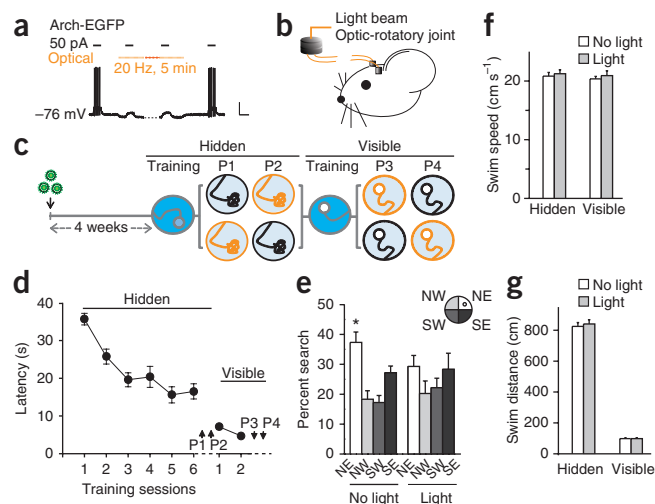 a
Arch-EGFP
50 pA
Optical
20 Hz, 5 min
–76 mV
b
Light beam
Optic-rotatory joint
c
Hidden
Visible
Training P1 P2
Training P3 P4
4 weeks
d
Hidden
Visible
Latency (s)
40
30
20
10
0
P1 P2
P3 P4
1 2 3 4 5 6 1 2
Training sessions
e
NW NE
SW SE
Percent search
50
40
30
20
10
0
*
NE NW SW SE NE NW SW SE
No light Light
f
No light
Light
Swim speed (cm s⁻¹)
20
10
0
Hidden Visible
g
No light
Light
Swim distance (cm)
800
600
400
200
0
Hidden Visible